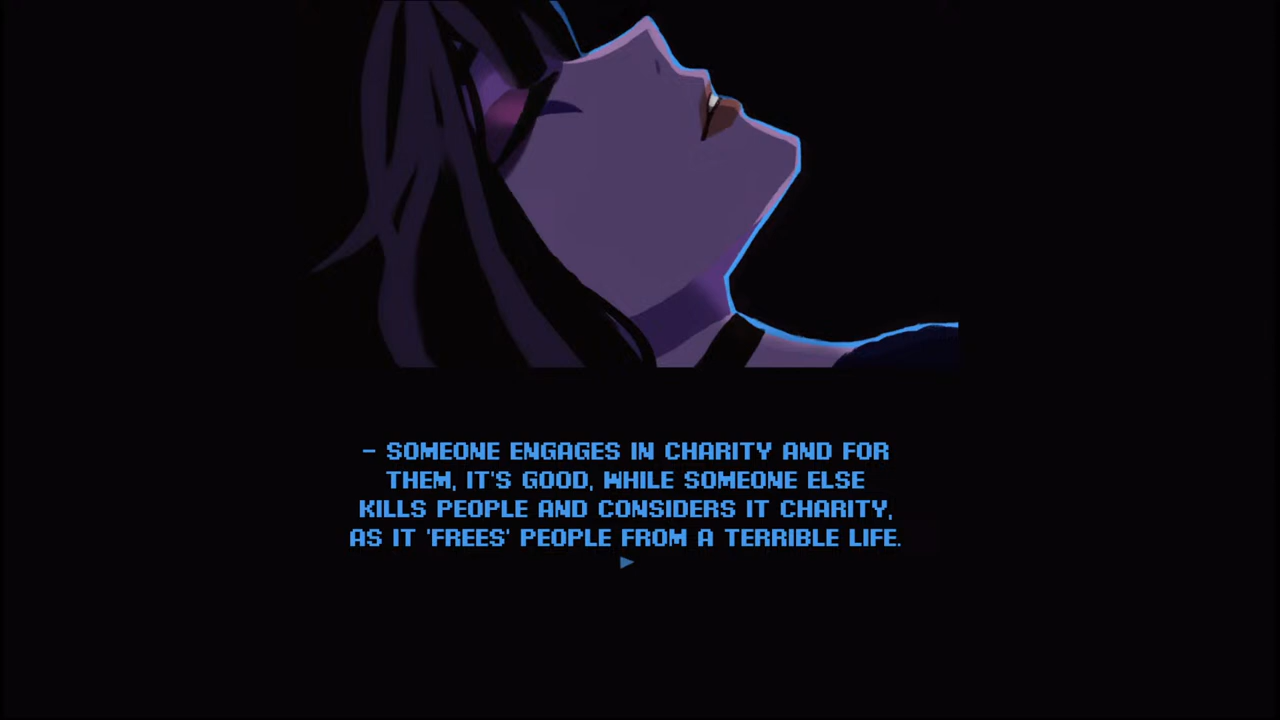 - SOMEONE ENGAGES IN CHARITY AND FOR
THEM, IT'S GOOD, WHILE SOMEONE ELSE
KILLS PEOPLE AND CONSIDERS IT CHARITY,
AS IT 'FREES' PEOPLE FROM A TERRIBLE LIFE.